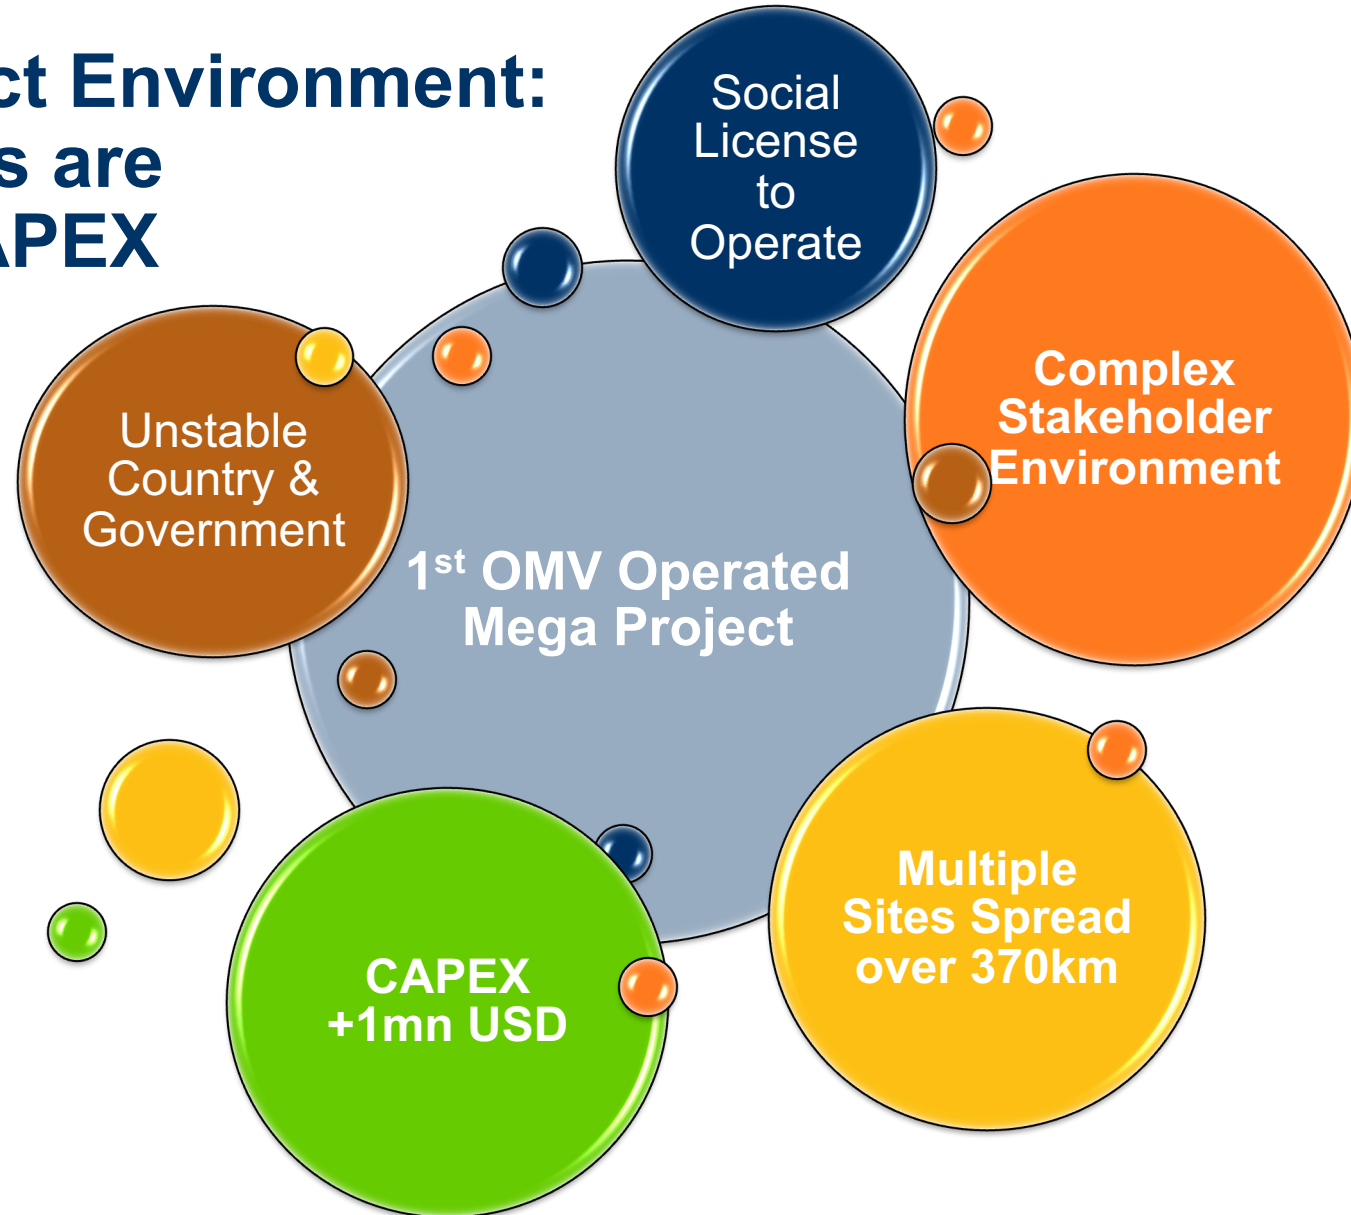 ct Environment:
s are
APEX
Social
License
to
Operate
Complex
Stakeholder
Environment
Unstable
Country &
Government
1st OMV Operated
Mega Project
Multiple
Sites Spread
over 370km
CAPEX
+1mn USD